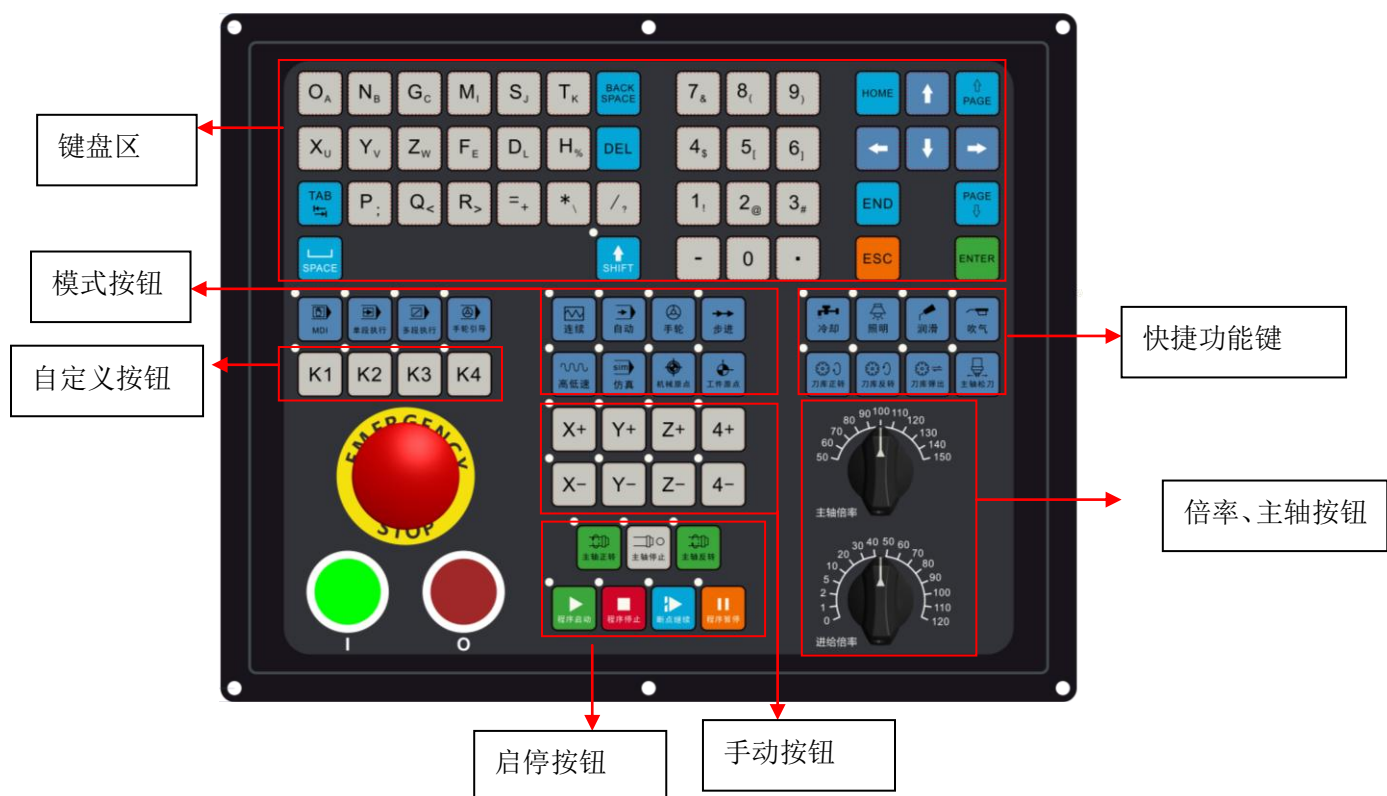 O A N B G C M I S J T K BACK SPACE 7 & 8 ( 9 ) HOME PAGE
键盘区
X U Y V Z W F E D L H % DEL 4 $ 5 [ 6 ]
TAB P ; Q < R > = + * \ / ? 1 ! 2 @ 3 # END PAGE
SPACE SHIFT - 0 . ESC ENTER
模式按钮
MDI 单段执行 多段执行 手轮引导 连续 自动 手轮 步进 冷却 照明 润滑 吹气
快捷功能键
自定义按钮
K1 K2 K3 K4 高低速 sim 仿真 机械原点 工件原点 刀库正转 刀库反转 刀库弹出 主轴松刀
X+ Y+ Z+ 4+
X- Y- Z- 4-
EMERGENCY
STOP
50 60 70 80 90 100 110 120 130 140 150
主轴倍率
倍率、主轴按钮
主轴正转 主轴停止 主轴反转
0 1 2 5 10 20 30 40 50 60 70 80 90 100 110 120
进给倍率
程序启动 程序停止 断点继续 程序暂停
I O
启停按钮
手动按钮